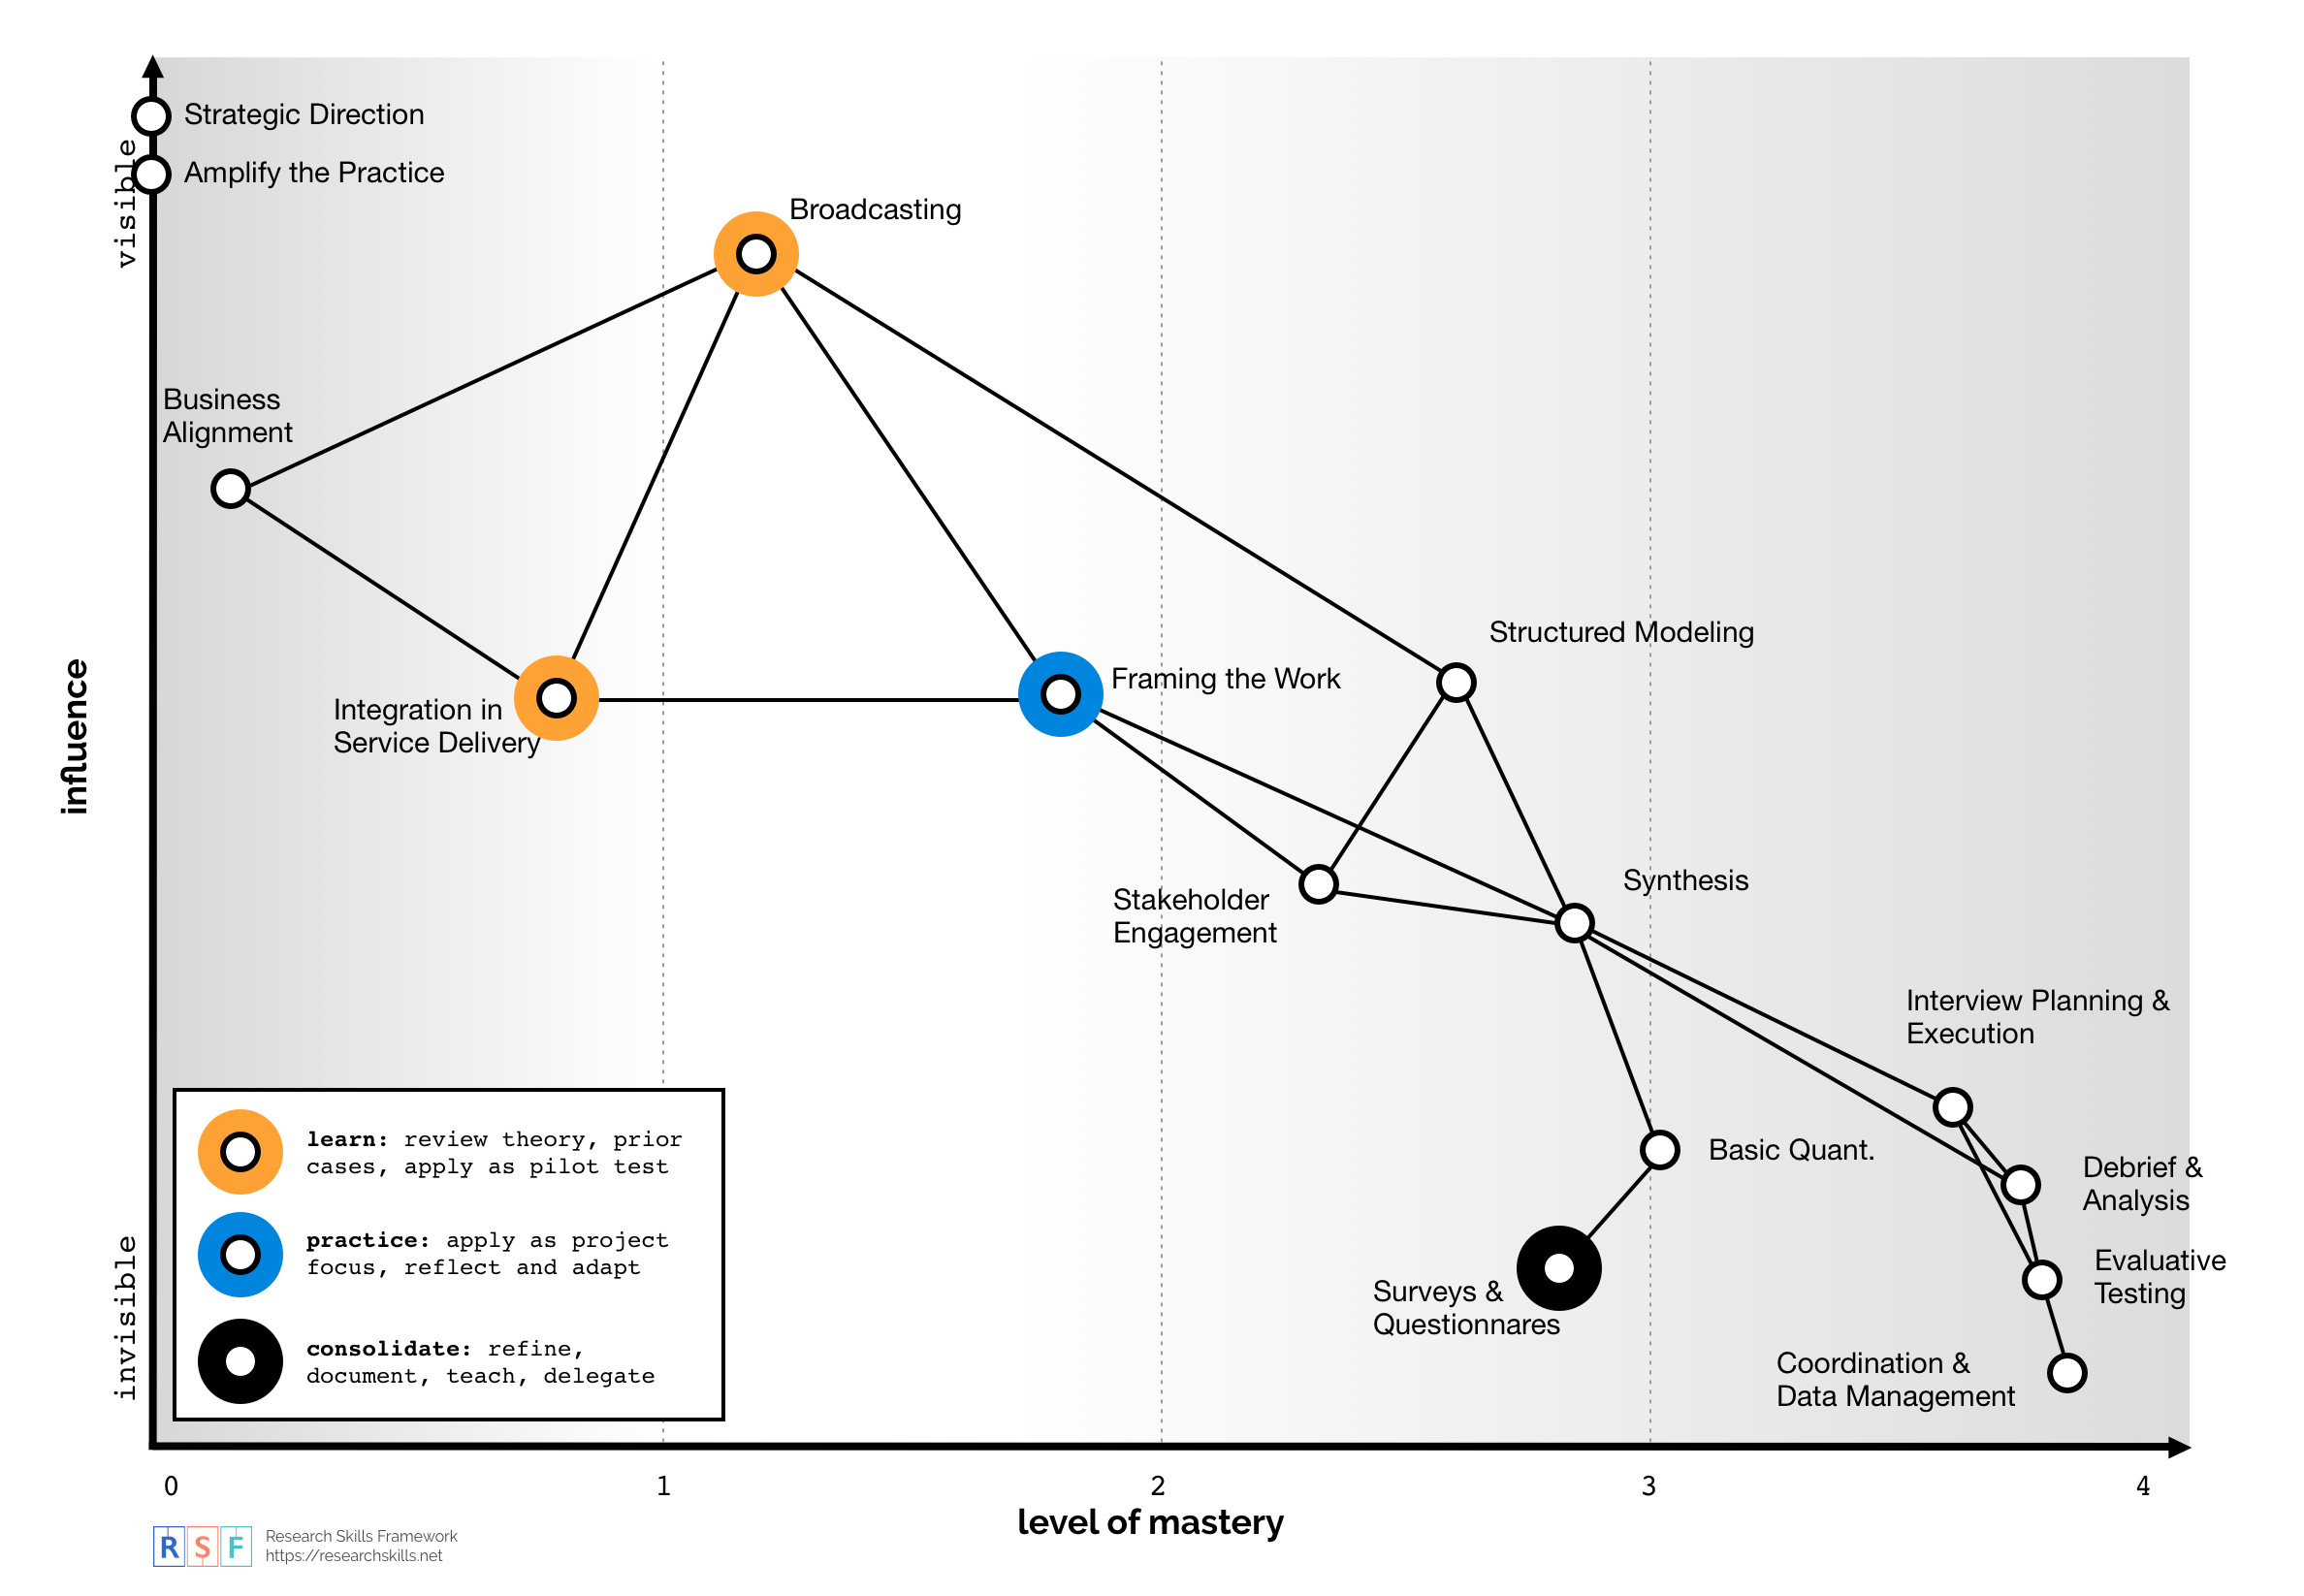 Strategic Direction
Amplify the Practice
visible
Broadcasting
Business
Alignment
Structured Modeling
Framing the Work
influence
Integration in
Service Delivery
Synthesis
Stakeholder
Engagement
Interview Planning &
Execution
learn: review theory, prior
cases, apply as pilot test
Basic Quant.
Debrief &
Analysis
practice: apply as project
focus, reflect and adapt
invisible
Evaluative
Testing
Surveys &
Questionnares
consolidate: refine,
document, teach, delegate
Coordination &
Data Management
0 1 2 3 4
level of mastery
RSF
Research Skills Framework
https://researchskills.net